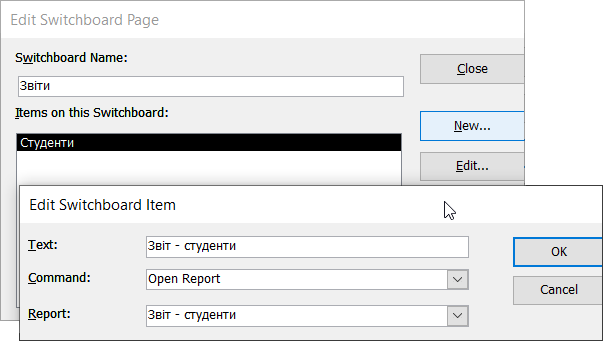 Edit Switchboard Page
Switchboard Name:
Close
Звіти
Items on this Switchboard:
New...
Студенти
Edit...
Edit Switchboard Item
Text:
Звіт - студенти
OK
Command:
Open Report
Cancel
Report:
Звіт - студенти